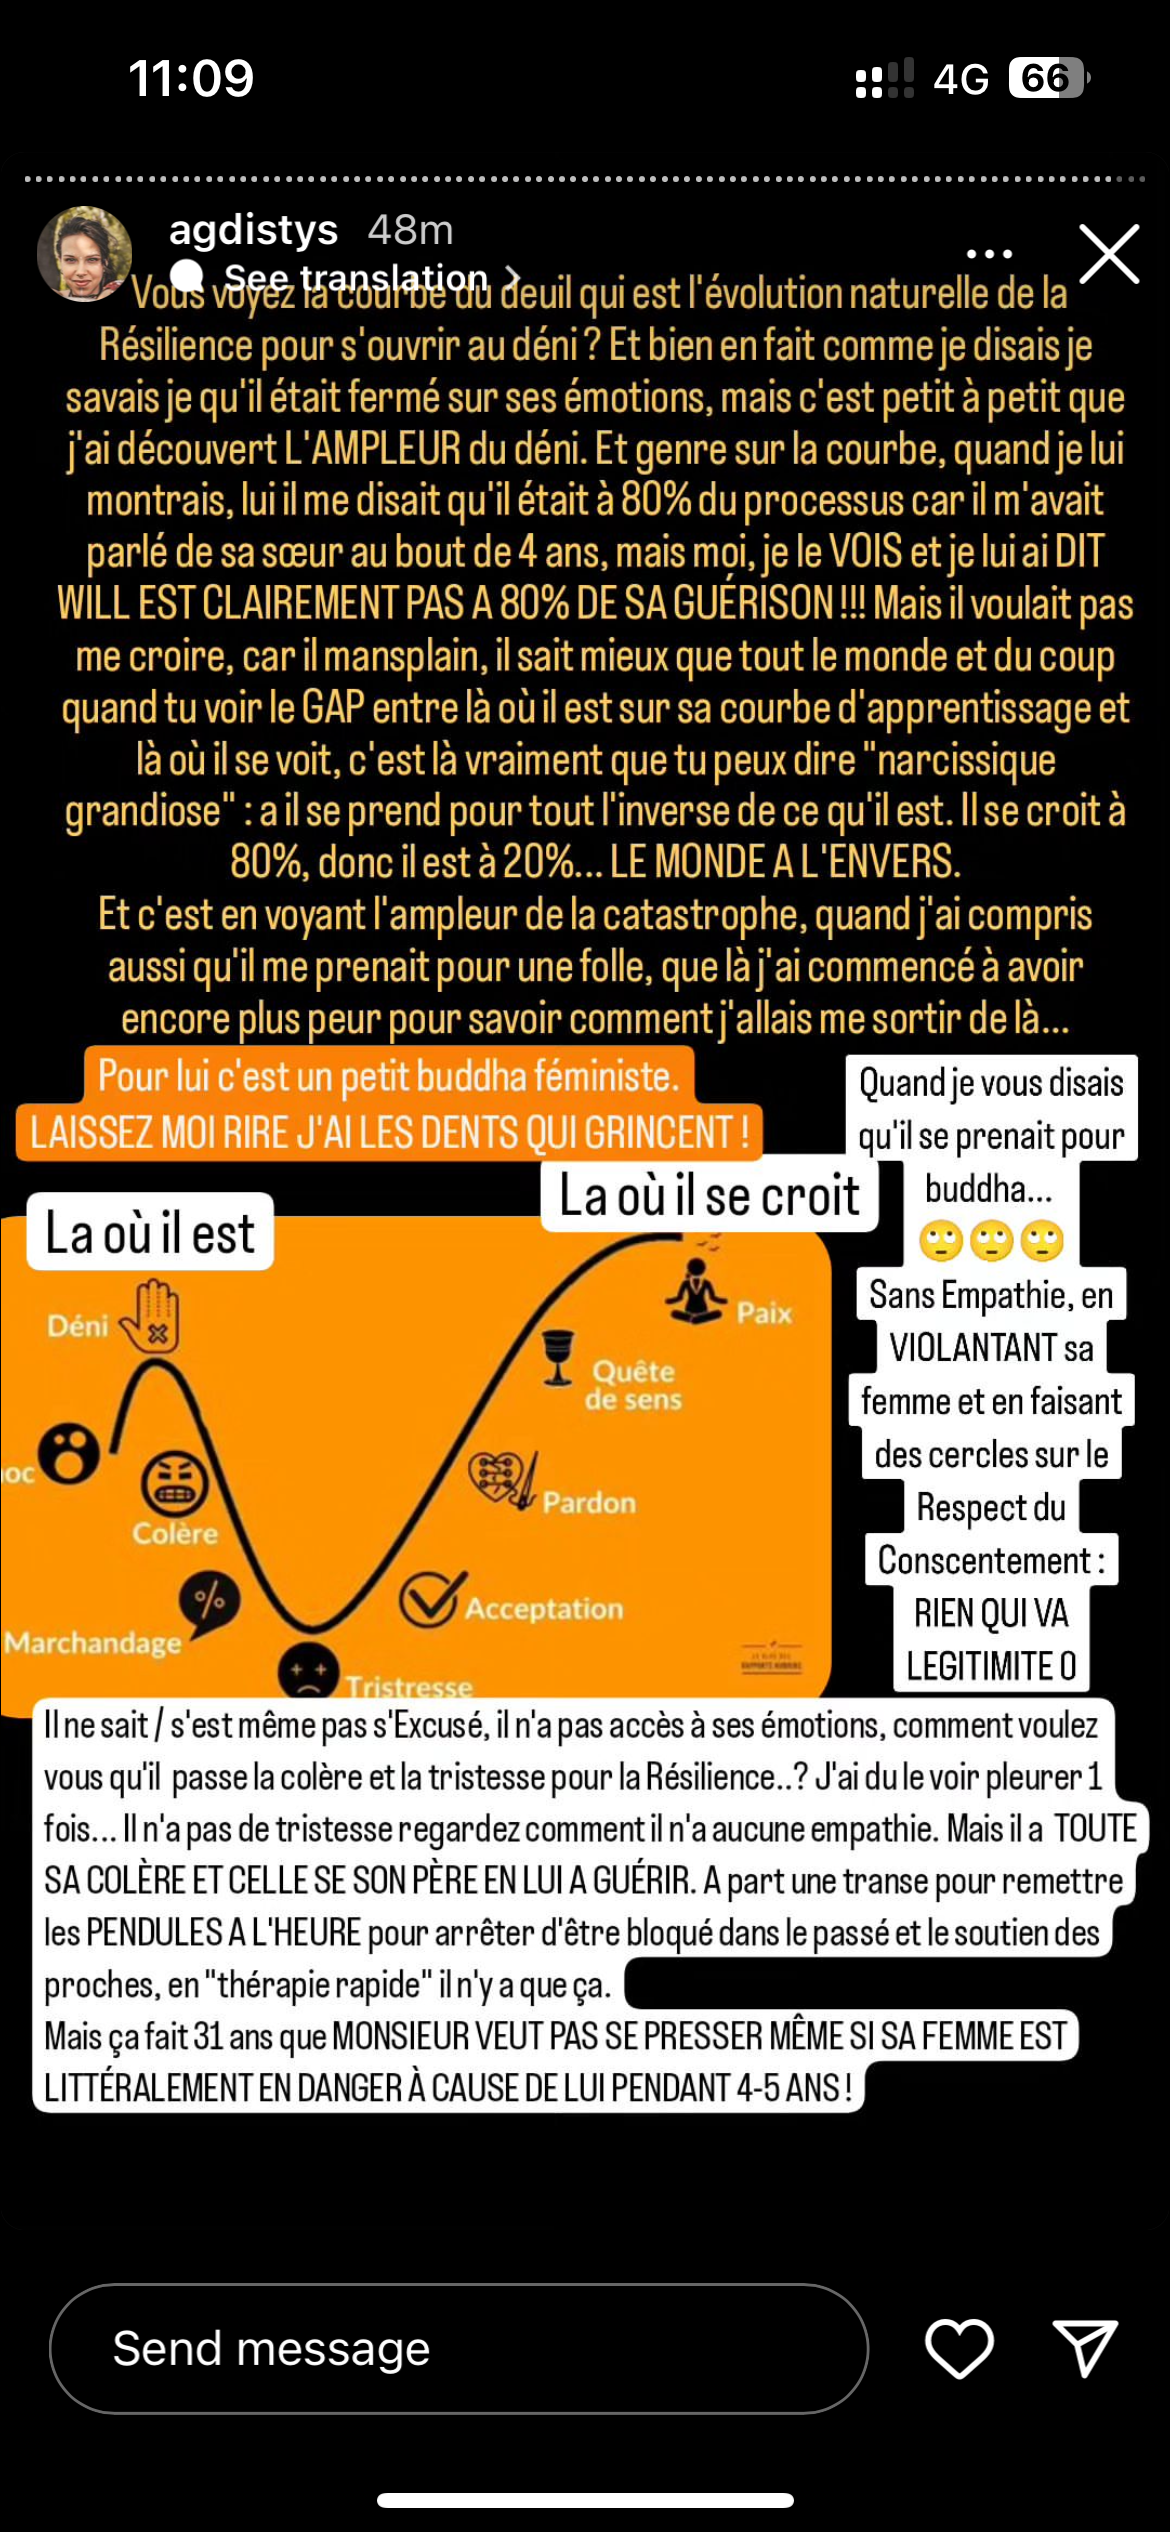 11:09
4G 66
agdistys 48m
See translation >
Vous voyez la courbe du deuil qui est l'évolution naturelle de la
Résilience pour s'ouvrir au déni ? Et bien en fait comme je disais je
savais je qu'il était fermé sur ses émotions, mais c'est petit à petit que
j'ai découvert L'AMPLEUR du déni. Et genre sur la courbe, quand je lui
montrais, lui il me disait qu'il était à 80% du processus car il m'avait
parlé de sa sœur au bout de 4 ans, mais moi, je le VOIS et je lui ai DIT
WILL EST CLAIREMENT PAS A 80% DE SA GUÉRISON !!! Mais il voulait pas
me croire, car il mansplain, il sait mieux que tout le monde et du coup
quand tu voir le GAP entre là où il est sur sa courbe d'apprentissage et
là où il se voit, c'est là vraiment que tu peux dire "narcissique
grandiose" : a il se prend pour tout l'inverse de ce qu'il est. Il se croit à
80%, donc il est à 20%... LE MONDE A L'ENVERS.
Et c'est en voyant l'ampleur de la catastrophe, quand j'ai compris
aussi qu'il me prenait pour une folle, que là j'ai commencé à avoir
encore plus peur pour savoir comment j'allais me sortir de là...
Pour lui c'est un petit buddha féministe.
LAISSEZ MOI RIRE J'AI LES DENTS QUI GRINCENT !
Quand je vous disais
qu'il se prenait pour
buddha...
🙄🙄🙄
Sans Empathie, en
VIOLANTANT sa
femme et en faisant
des cercles sur le
Respect du
Conscentement :
RIEN QUI VA
LEGITIMITE 0
La où il est
La où il se croit
Déni
Paix
Quête
de sens
oc
Colère
Pardon
%
Marchandage
Acceptation
Tristresse
Il ne sait / s'est même pas s'Excusé, il n'a pas accès à ses émotions, comment voulez
vous qu'il passe la colère et la tristesse pour la Résilience..? J'ai du le voir pleurer 1
fois... Il n'a pas de tristesse regardez comment il n'a aucune empathie. Mais il a TOUTE
SA COLÈRE ET CELLE SE SON PÈRE EN LUI A GUÉRIR. A part une transe pour remettre
les PENDULES A L'HEURE pour arrêter d'être bloqué dans le passé et le soutien des
proches, en "thérapie rapide" il n'y a que ça.
Mais ça fait 31 ans que MONSIEUR VEUT PAS SE PRESSER MÊME SI SA FEMME EST
LITTÉRALEMENT EN DANGER À CAUSE DE LUI PENDANT 4-5 ANS !
Send message